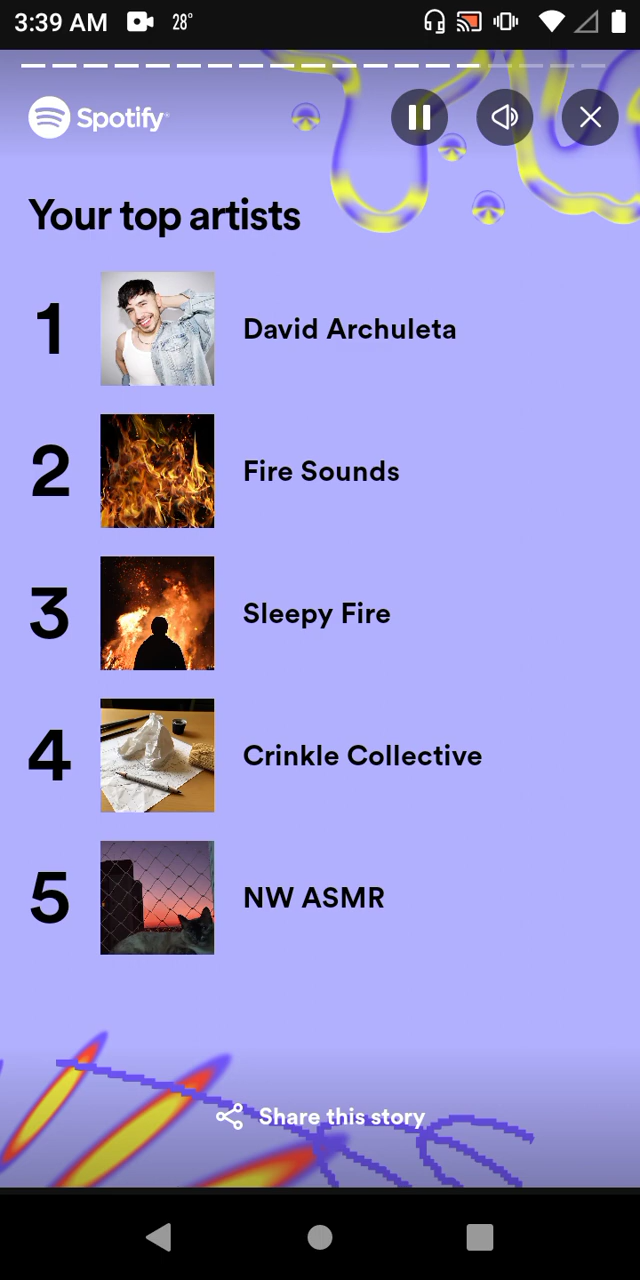 3:39 AM 28°
Spotify
Your top artists
1 David Archuleta
2 Fire Sounds
3 Sleepy Fire
4 Crinkle Collective
5 NW ASMR
Share this story